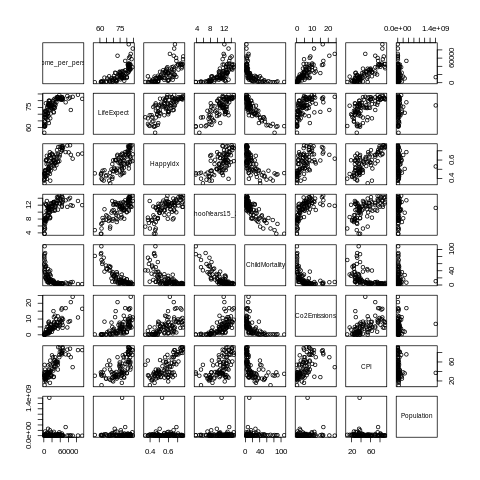 60 75
4 8 12
0 10 20
0.0e+00 1.4e+09
ome_per_pers
0 60000
LifeExpect
60 75
HappyIdx
0.4 0.6
hoolYears15_
4 8 12
ChildMortality
0 40 100
Co2Emissions
0 10 20
CPI
20 60
Population
0.0e+00 1.4e+09
0 60000
0.4 0.6
0 40 100
20 60